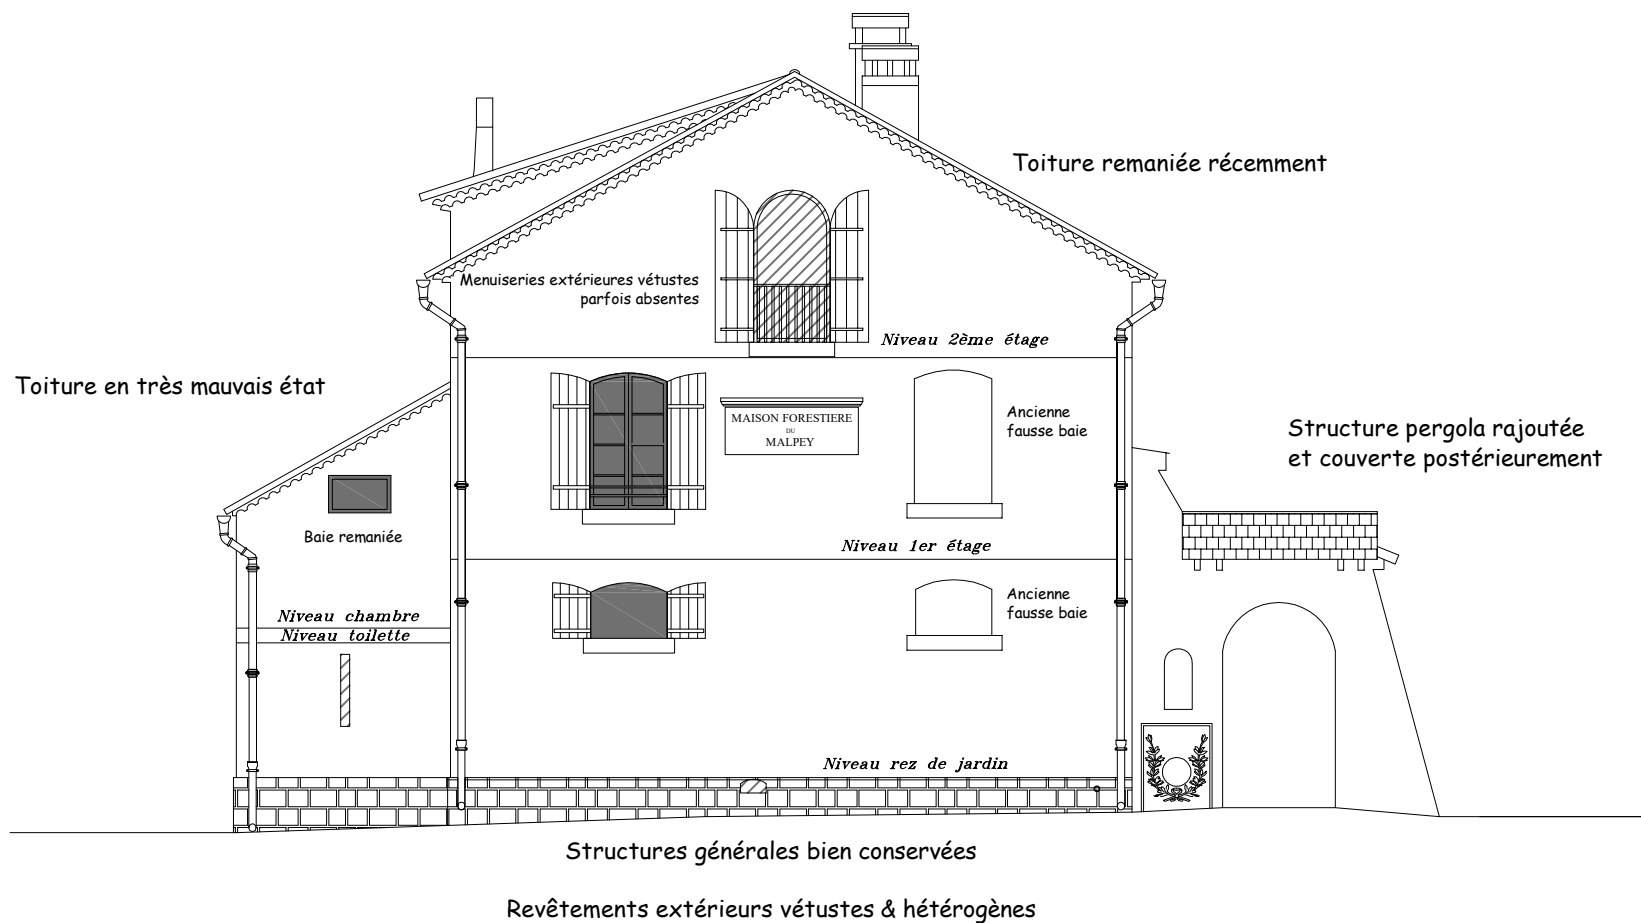 Toiture remaniée récemment
Menuiseries extérieures vétustes
parfois absentes
Niveau 2ème étage
Toiture en très mauvais état
MAISON FORESTIERE
DU
MALPEY
Ancienne
fausse baie
Structure pergola rajoutée
et couverte postérieurement
Baie remaniée
Niveau 1er étage
Ancienne
fausse baie
Niveau chambre
Niveau toilette
Niveau rez de jardin
Structures générales bien conservées
Revêtements extérieurs vétustes & hétérogènes